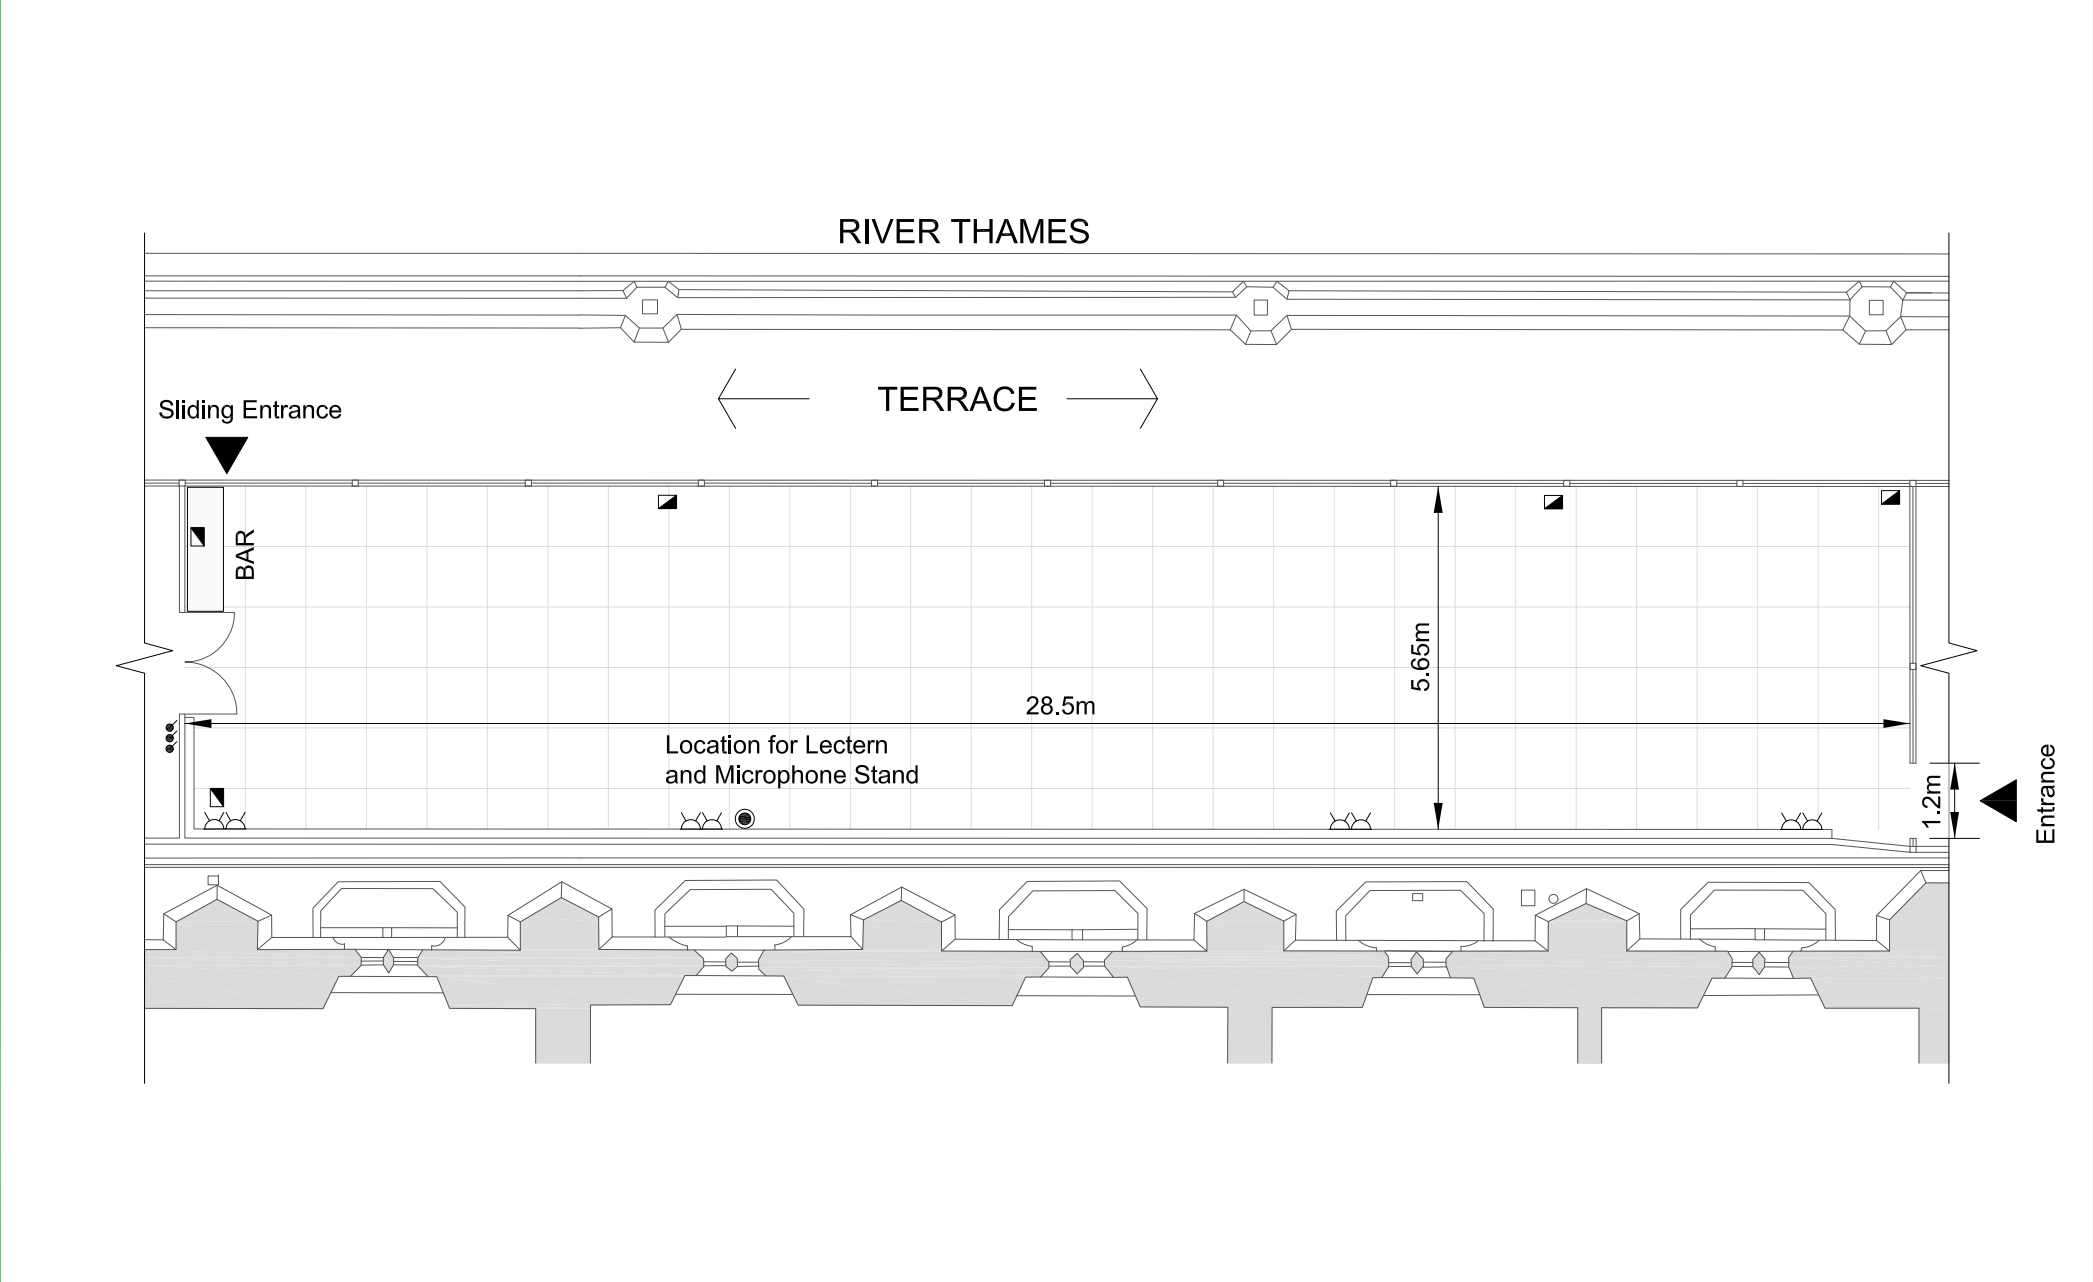 RIVER THAMES
TERRACE
Sliding Entrance
BAR
5.65m
28.5m
Location for Lectern
and Microphone Stand
1.2m
Entrance